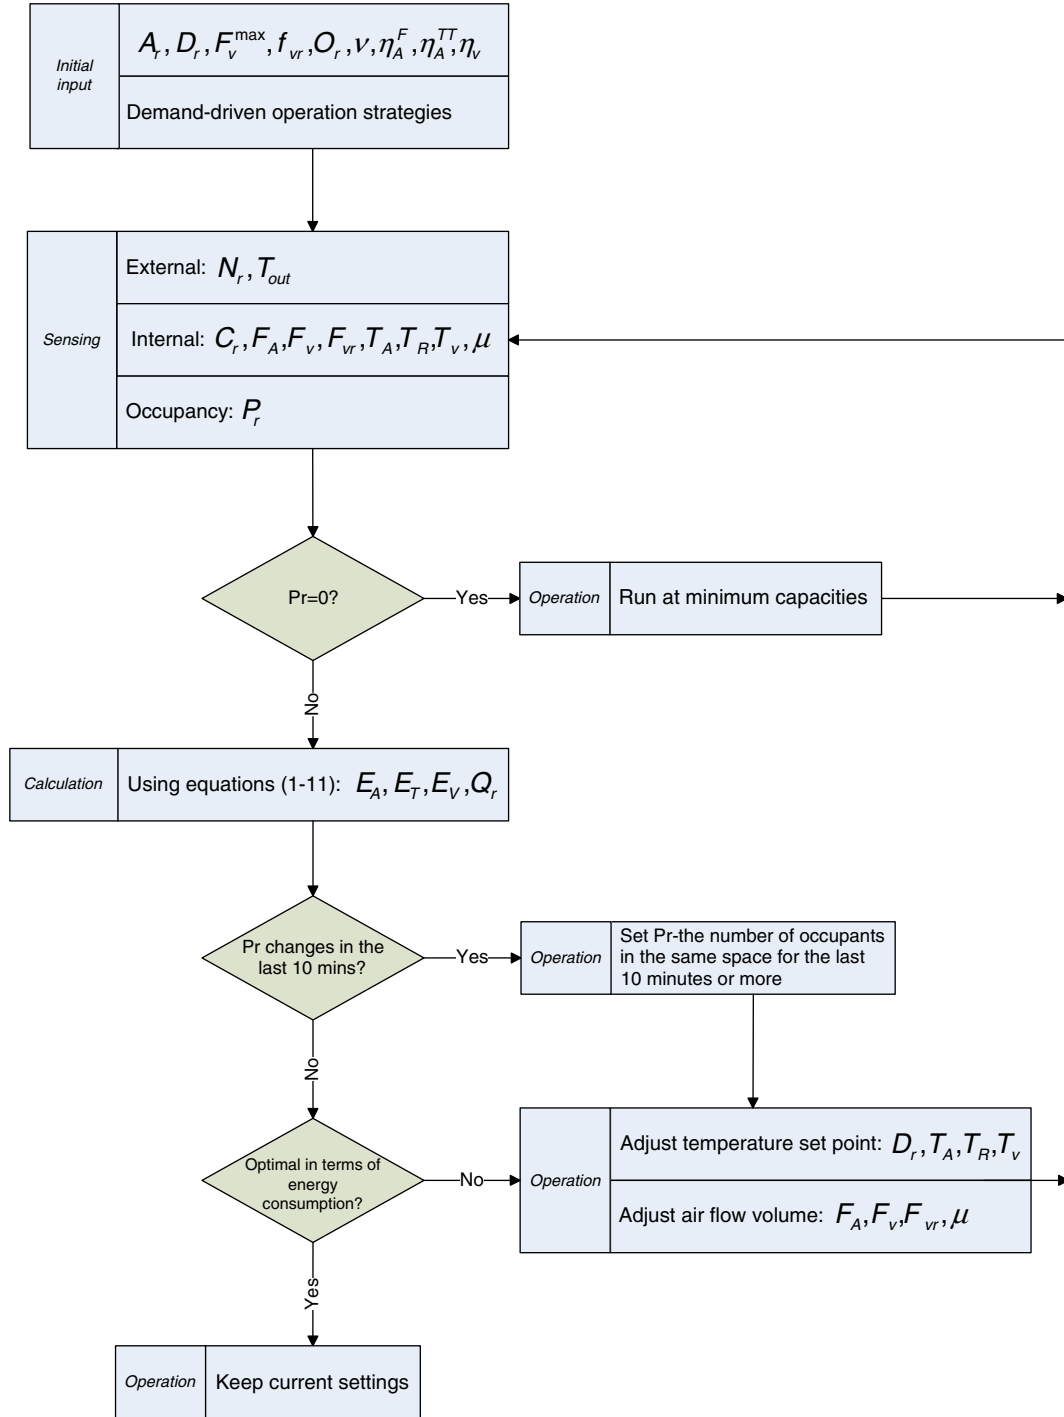 Initial input
A_r, D_r, F_v^max, f_vr, O_r, ν, η_A^F, η_A^TT, η_v
Demand-driven operation strategies
Sensing
External: N_r, T_out
Internal: C_r, F_A, F_v, F_vr, T_A, T_R, T_v, μ
Occupancy: P_r
Pr=0?
Yes
Operation
Run at minimum capacities
No
Calculation
Using equations (1-11): E_A, E_T, E_V, Q_r
Pr changes in the
last 10 mins?
Yes
Operation
Set Pr-the number of occupants
in the same space for the last
10 minutes or more
No
Optimal in terms of
energy
consumption?
No
Operation
Adjust temperature set point: D_r, T_A, T_R, T_v
Adjust air flow volume: F_A, F_v, F_vr, μ
Yes
Operation
Keep current settings